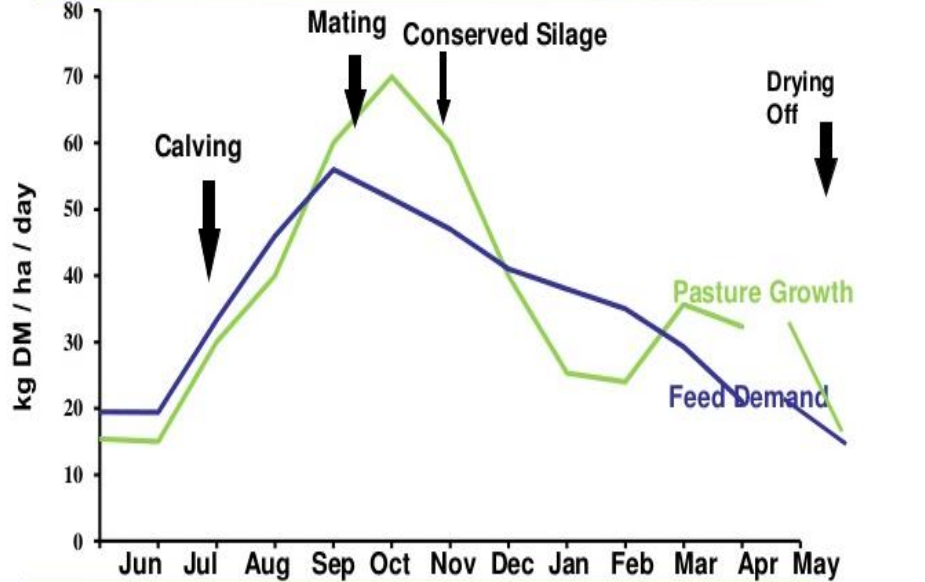 80
Mating
Conserved Silage
70
Drying
Off
60
Calving
50
40
Pasture Growth
30
Feed Demand
20
10
0
kg DM / ha / day
Jun Jul Aug Sep Oct Nov Dec Jan Feb Mar Apr May